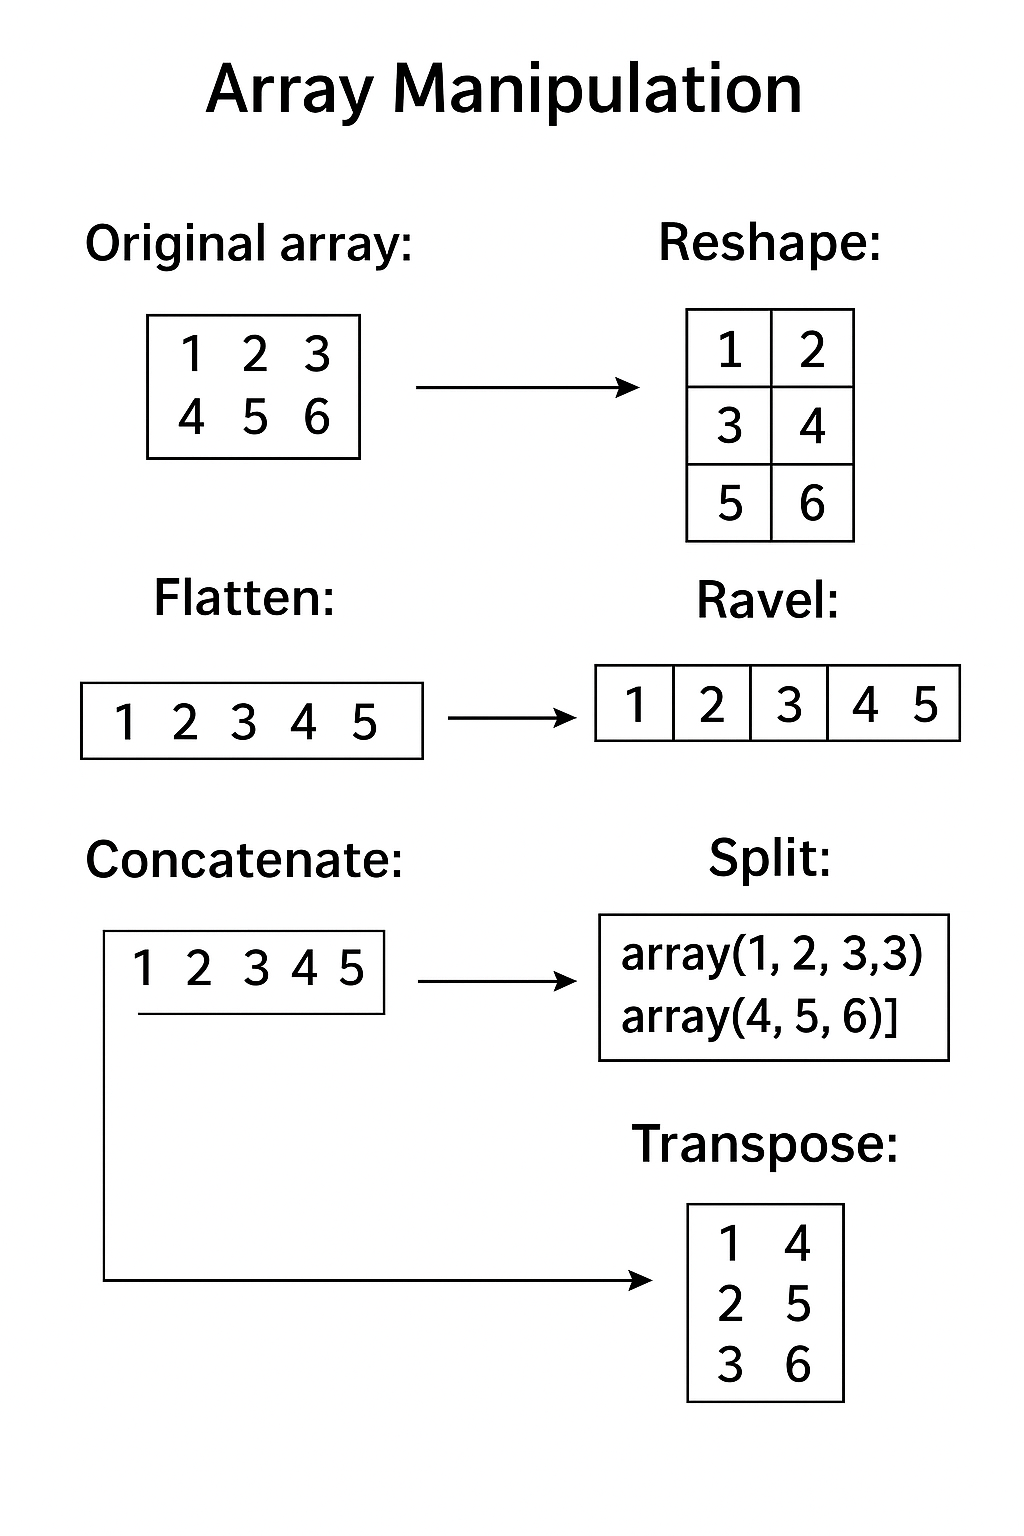 Array Manipulation
Original array:
1 2 3
4 5 6
Reshape:
1 2
3 4
5 6
Flatten:
1 2 3 4 5
Ravel:
1 2 3 4 5
Concatenate:
1 2 3 4 5
Split:
array(1, 2, 3,3)
array(4, 5, 6)]
Transpose:
1 4
2 5
3 6